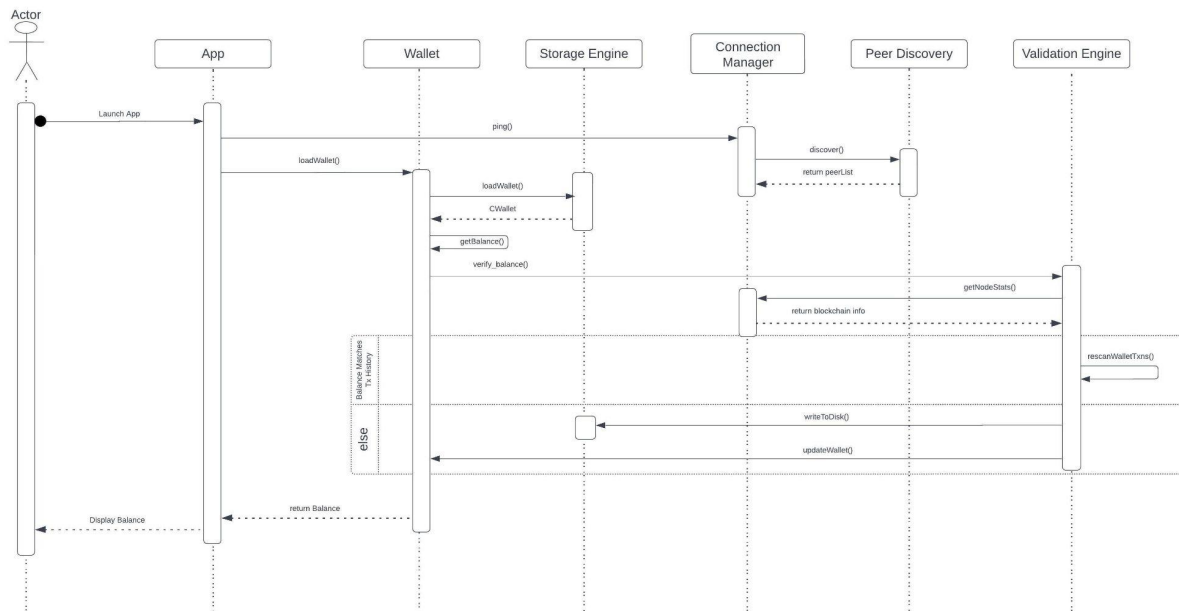 Actor
App
Wallet
Storage Engine
Connection
Manager
Peer Discovery
Validation Engine
Launch App
ping()
discover()
loadWallet()
return peerList
loadWallet()
CWallet
getBalance()
verify_balance()
getNodeStats()
return blockchain info
Balance Matches
Tx History
rescanWalletTxns()
else
writeToDisk()
updateWallet()
return Balance
Display Balance